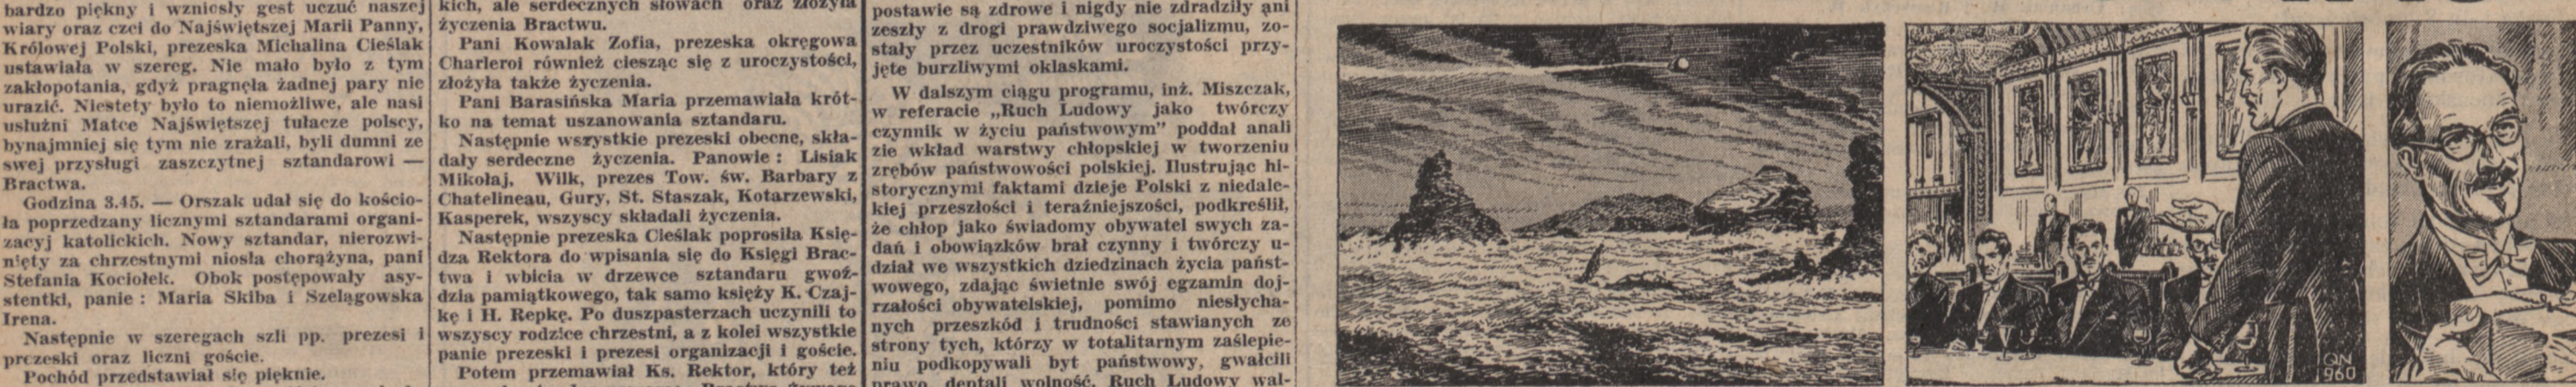 bardzo piękny i wzniosły gest uczuć naszej
wiary oraz czci do Najświętszej Marii Panny,
Królowej Polski, prezeska Michalina Cieślak
ustawiała w szereg. Nie mało było z tym
zakłopotania, gdyż pragnęła żadnej pary nie
urazić. Niestety było to niemożliwe, ale nasi
usłużni Matce Najświętszej tułacze polscy,
bynajmniej się tym nie zrażali, byli dumni ze
swej przysługi zaszczytnej sztandarowi —
Bractwa.
Godzina 3.45. — Orszak udał się do kościo-
ła poprzedzany licznymi sztandarami organi-
zacyj katolickich. Nowy sztandar, nierozwi-
nięty za chrzestnymi niosła chorążyna, pani
Stefania Kociołek. Obok postępowały asy-
stentki, panie : Maria Skiba i Szelągowska
Irena.
Następnie w szeregach szli pp. prezesi i
prezeski oraz liczni goście.
Pochód przedstawiał się pięknie.
kich, ale serdecznych słowach oraz złożyła
życzenia Bractwu.
Pani Kowalak Zofia, prezeska okręgowa
Charleroi również ciesząc się z uroczystości,
złożyła także życzenia.
Pani Barasińska Maria przemawiała krót-
ko na temat uszanowania sztandaru.
Następnie wszystkie prezeski obecne, skła-
dały serdeczne życzenia. Panowie : Lisiak
Mikołaj, Wilk, prezes Tow. św. Barbary z
Chatelineau, Gury, St. Staszak, Kotarzewski,
Kasperek, wszyscy składali życzenia.
Następnie prezeska Cieślak poprosiła Księ-
dza Rektora do wpisania się do Księgi Brac-
twa i wbicia w drzewce sztandaru gwoź-
dzia pamiątkowego, tak samo księży K. Czaj-
kę i H. Repkę. Po duszpasterzach uczynili to
wszyscy rodzice chrzestni, a z kolei wszystkie
panie prezeski i prezesi organizacji i goście.
Potem przemawiał Ks. Rektor, który też
postawie są zdrowe i nigdy nie zdradziły ani
zeszły z drogi prawdziwego socjalizmu, zo-
stały przez uczestników uroczystości przy-
jęte burzliwymi oklaskami.
W dalszym ciągu programu, inż. Miszczak,
w referacie „Ruch Ludowy jako twórczy
czynnik w życiu państwowym” poddał anali
zie wkład warstwy chłopskiej w tworzeniu
zrębów państwowości polskiej. Ilustrując hi-
storycznymi faktami dzieje Polski z niedale-
kiej przeszłości i teraźniejszości, podkreślił,
że chłop jako świadomy obywatel swych za-
dań i obowiązków brał czynny i twórczy u-
dział we wszystkich dziedzinach życia państ-
wowego, zdając świetnie swój egzamin doj-
rzałości obywatelskiej, pomimo niesłycha-
nych przeszkód i trudności stawianych ze
strony tych, którzy w totalitarnym zaślepie-
niu podkopywali byt państwowy, gwałcili
prawo, deptali wolność. Ruch Ludowy wal-
QN
960